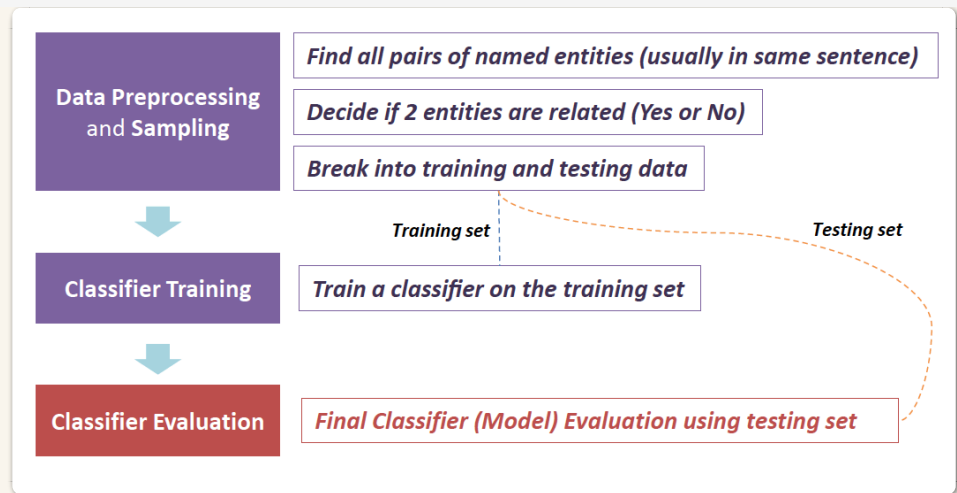 Data Preprocessing
and Sampling
Find all pairs of named entities (usually in same sentence)
Decide if 2 entities are related (Yes or No)
Break into training and testing data
Training set
Testing set
Classifier Training
Train a classifier on the training set
Classifier Evaluation
Final Classifier (Model) Evaluation using testing set